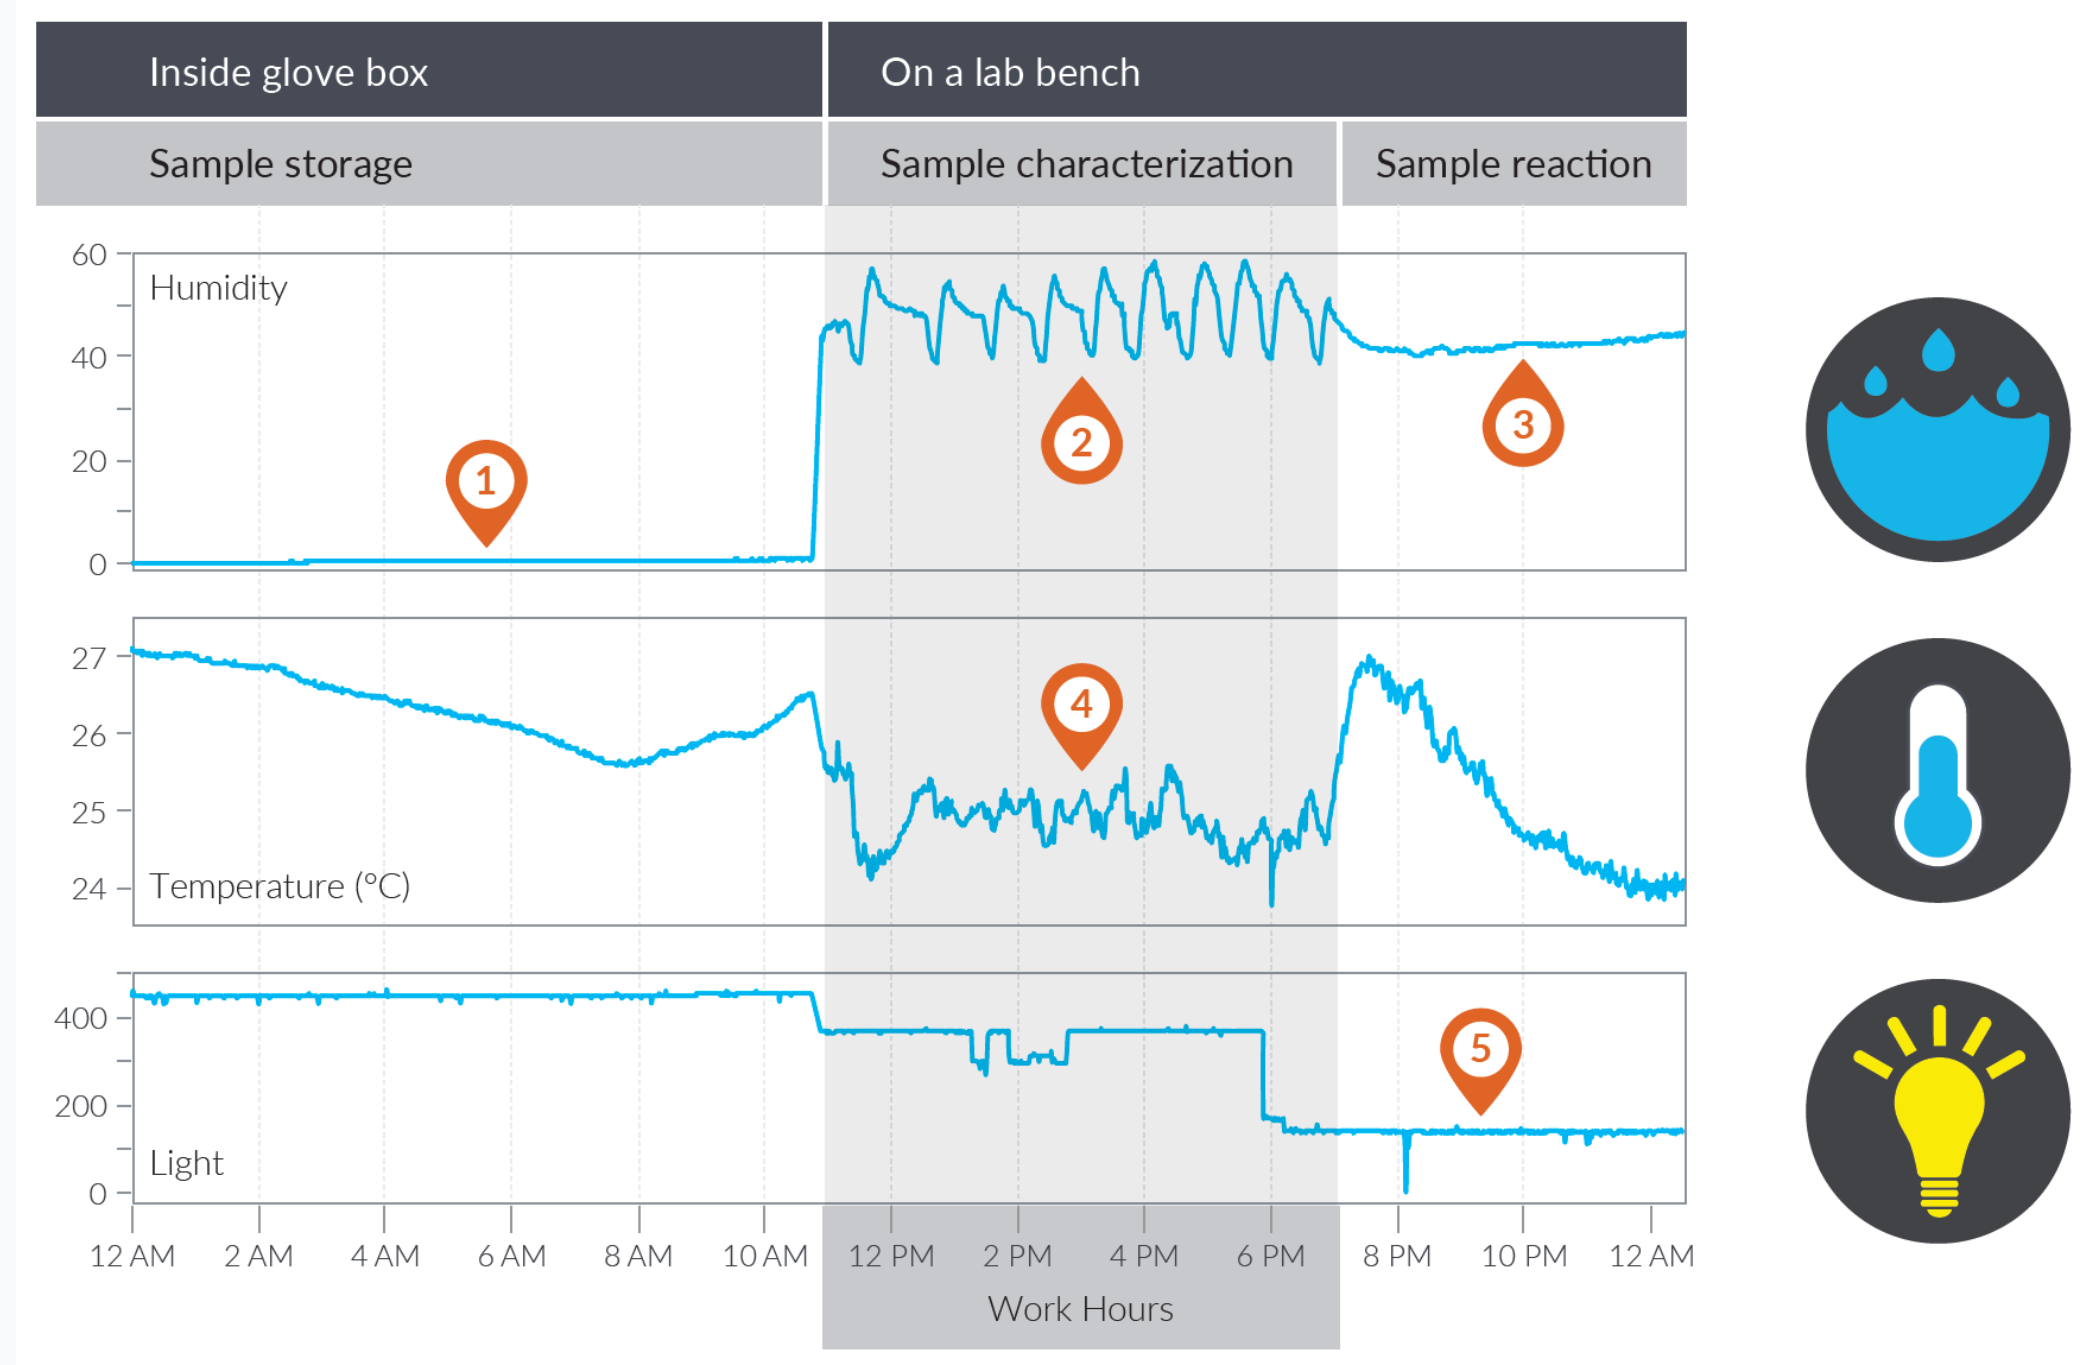 Inside glove box
On a lab bench
Sample storage
Sample characterization
Sample reaction
60
40
20
0
Humidity
1
2
3
27
26
25
24
Temperature (°C)
4
400
200
0
Light
5
12 AM 2 AM 4 AM 6 AM 8 AM 10 AM 12 PM 2 PM 4 PM 6 PM 8 PM 10 PM 12 AM
Work Hours